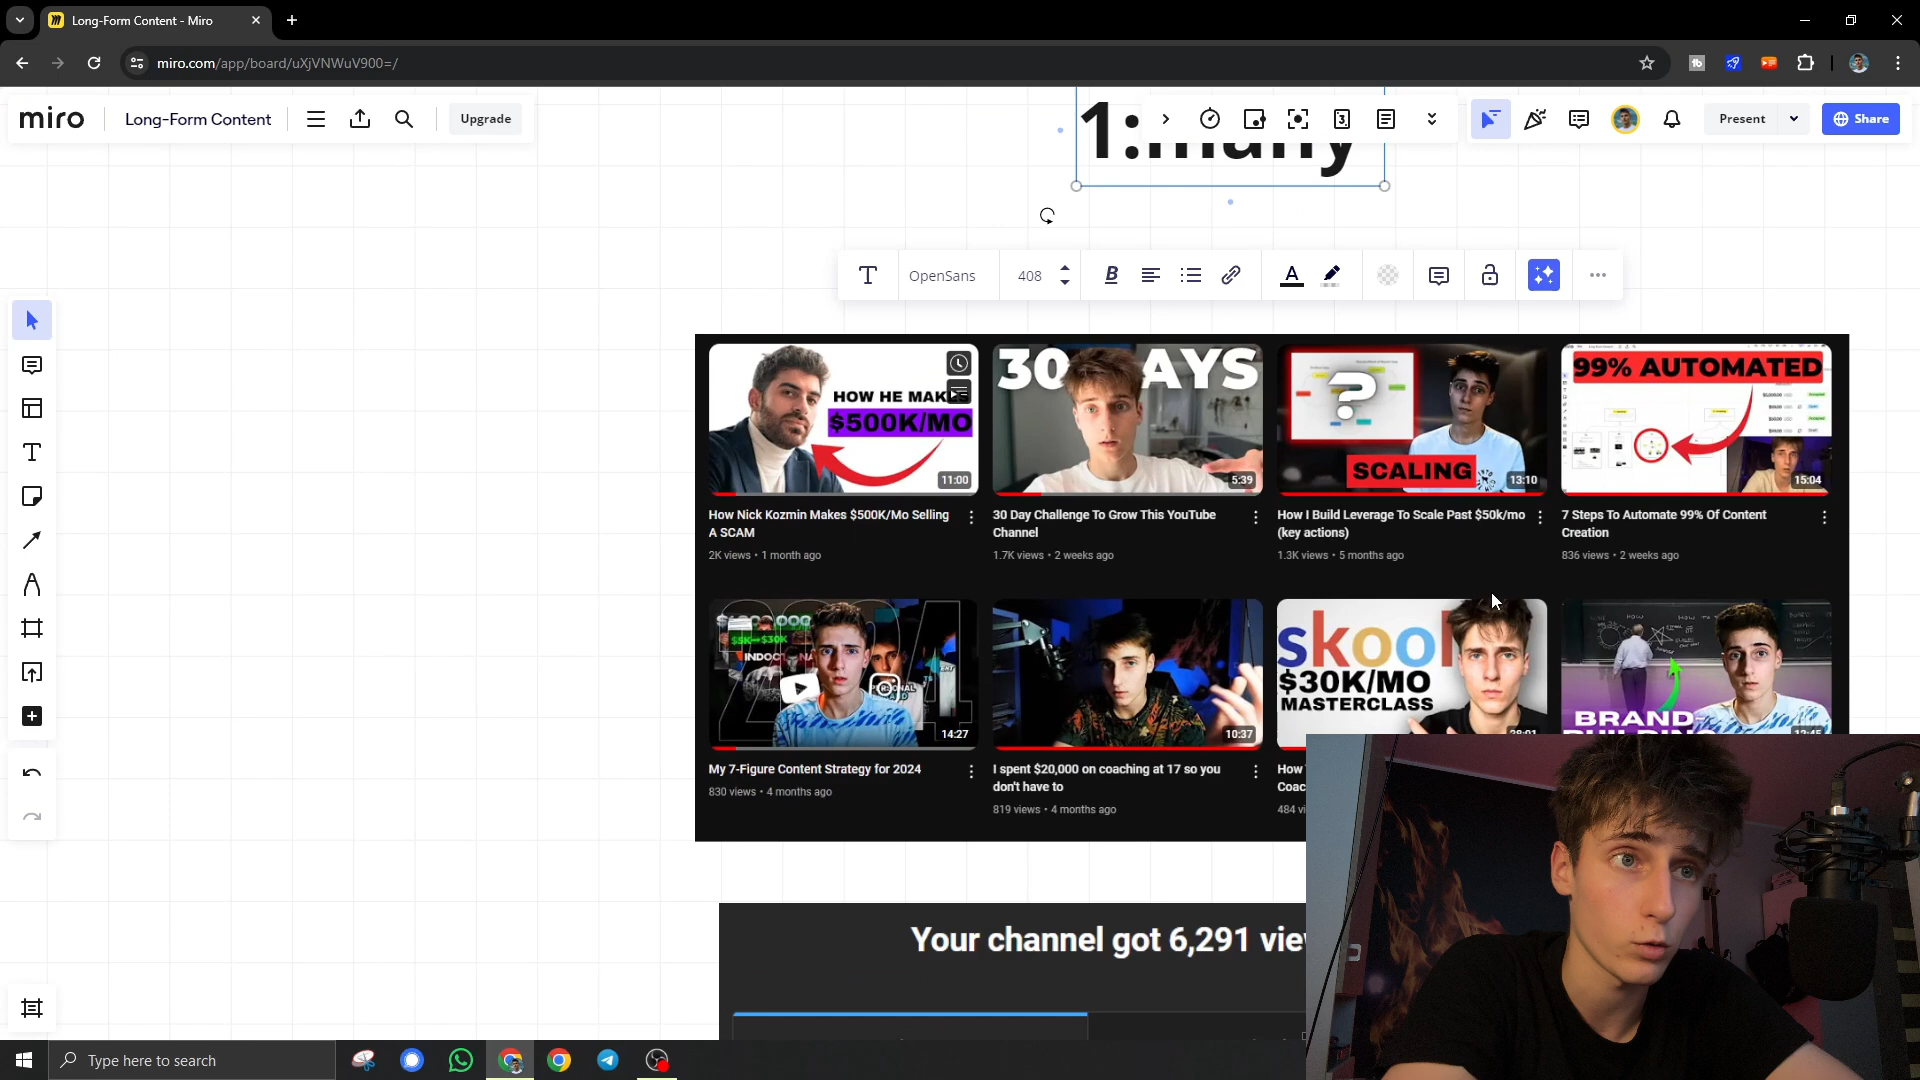 Long-Form Content - Miro
miro.com/app/board/uXjVNWuV900=/
miro
Long-Form Content
Upgrade
1:many
Present
Share
OpenSans
408
HOW HE MAKES
$500K/MO
11:00
30 DAYS
5:39
?
SCALING
13:10
99% AUTOMATED
15:04
How Nick Kozmin Makes $500K/Mo Selling
A SCAM
2K views • 1 month ago
30 Day Challenge To Grow This YouTube
Channel
1.7K views • 2 weeks ago
How I Build Leverage To Scale Past $50k/mo
(key actions)
1.3K views • 5 months ago
7 Steps To Automate 99% Of Content
Creation
836 views • 2 weeks ago
2024
$5K $30K
14:27
10:37
skool
$30K/MO
MASTERCLASS
BRAND-
BUILDING
My 7-Figure Content Strategy for 2024
830 views • 4 months ago
I spent $20,000 on coaching at 17 so you
don't have to
819 views • 4 months ago
How
484
Your channel got 6,291
Type here to search